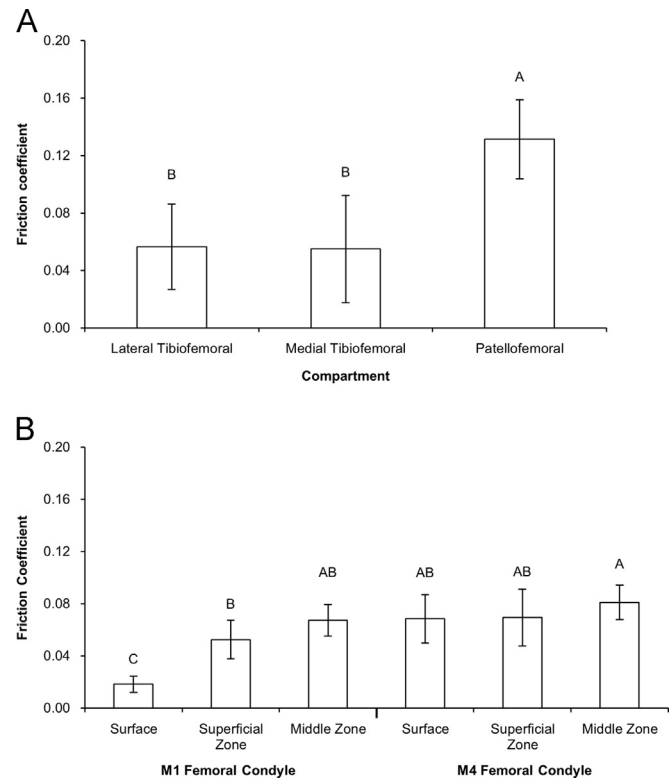 A
0.20
0.16
0.12
0.08
0.04
0.00
Friction coefficient
B
B
A
Lateral Tibiofemoral
Medial Tibiofemoral
Patellofemoral
Compartment
B
0.20
0.16
0.12
0.08
0.04
0.00
Friction Coefficient
C
B
AB
AB
AB
A
Surface
Superficial
Zone
Middle Zone
Surface
Superficial
Zone
Middle Zone
M1 Femoral Condyle
M4 Femoral Condyle